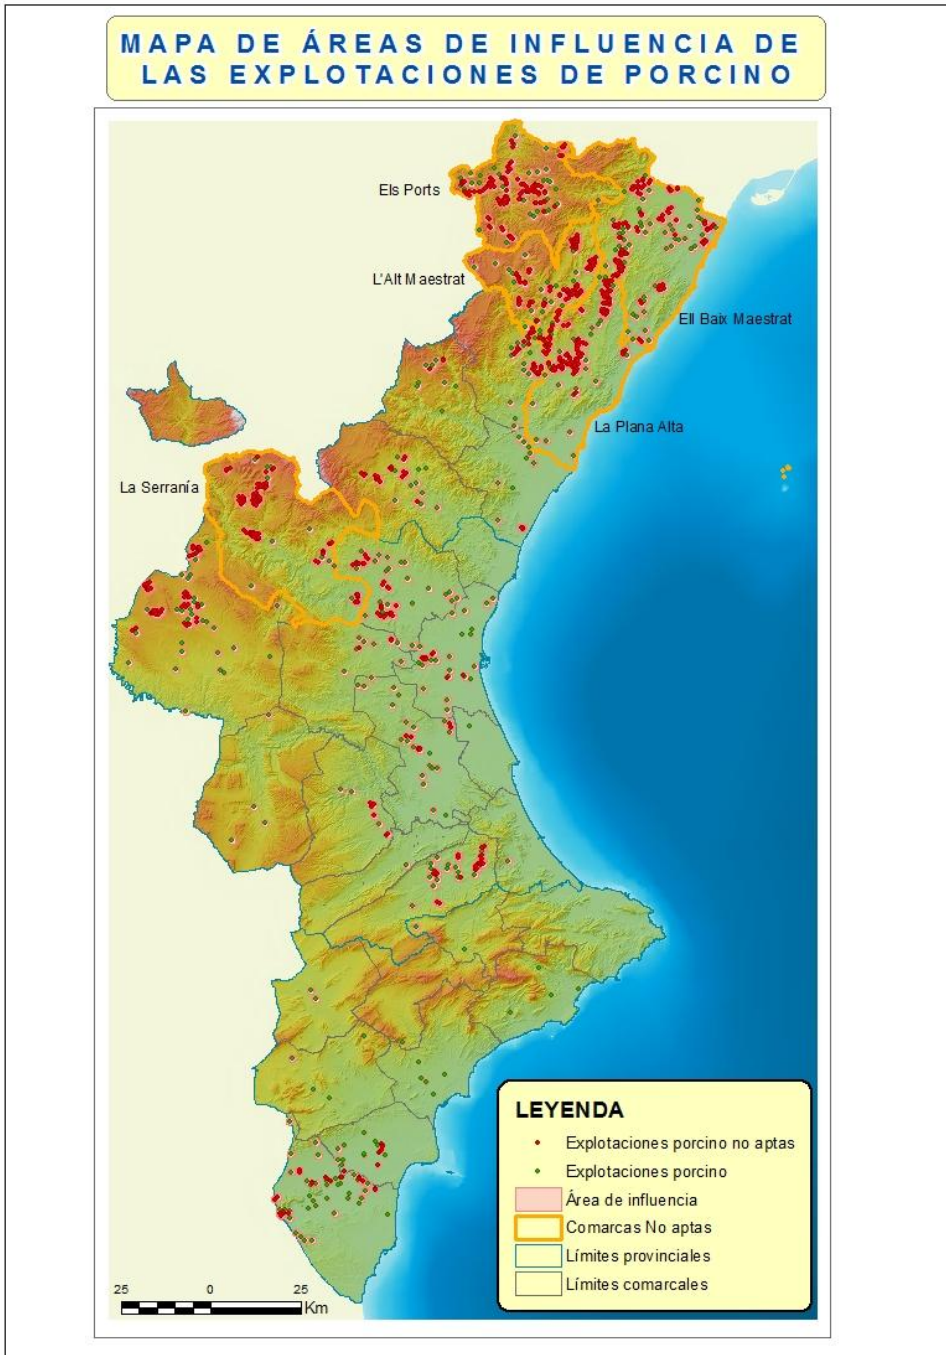 MAPA DE ÁREAS DE INFLUENCIA DE
LAS EXPLOTACIONES DE PORCINO
Els Ports
L'Alt Maestrat
Ell Baix Maestrat
La Plana Alta
La Serranía
LEYENDA
Explotaciones porcino no aptas
Explotaciones porcino
Área de influencia
Comarcas No aptas
Límites provinciales
Límites comarcales
25 0 25
Km